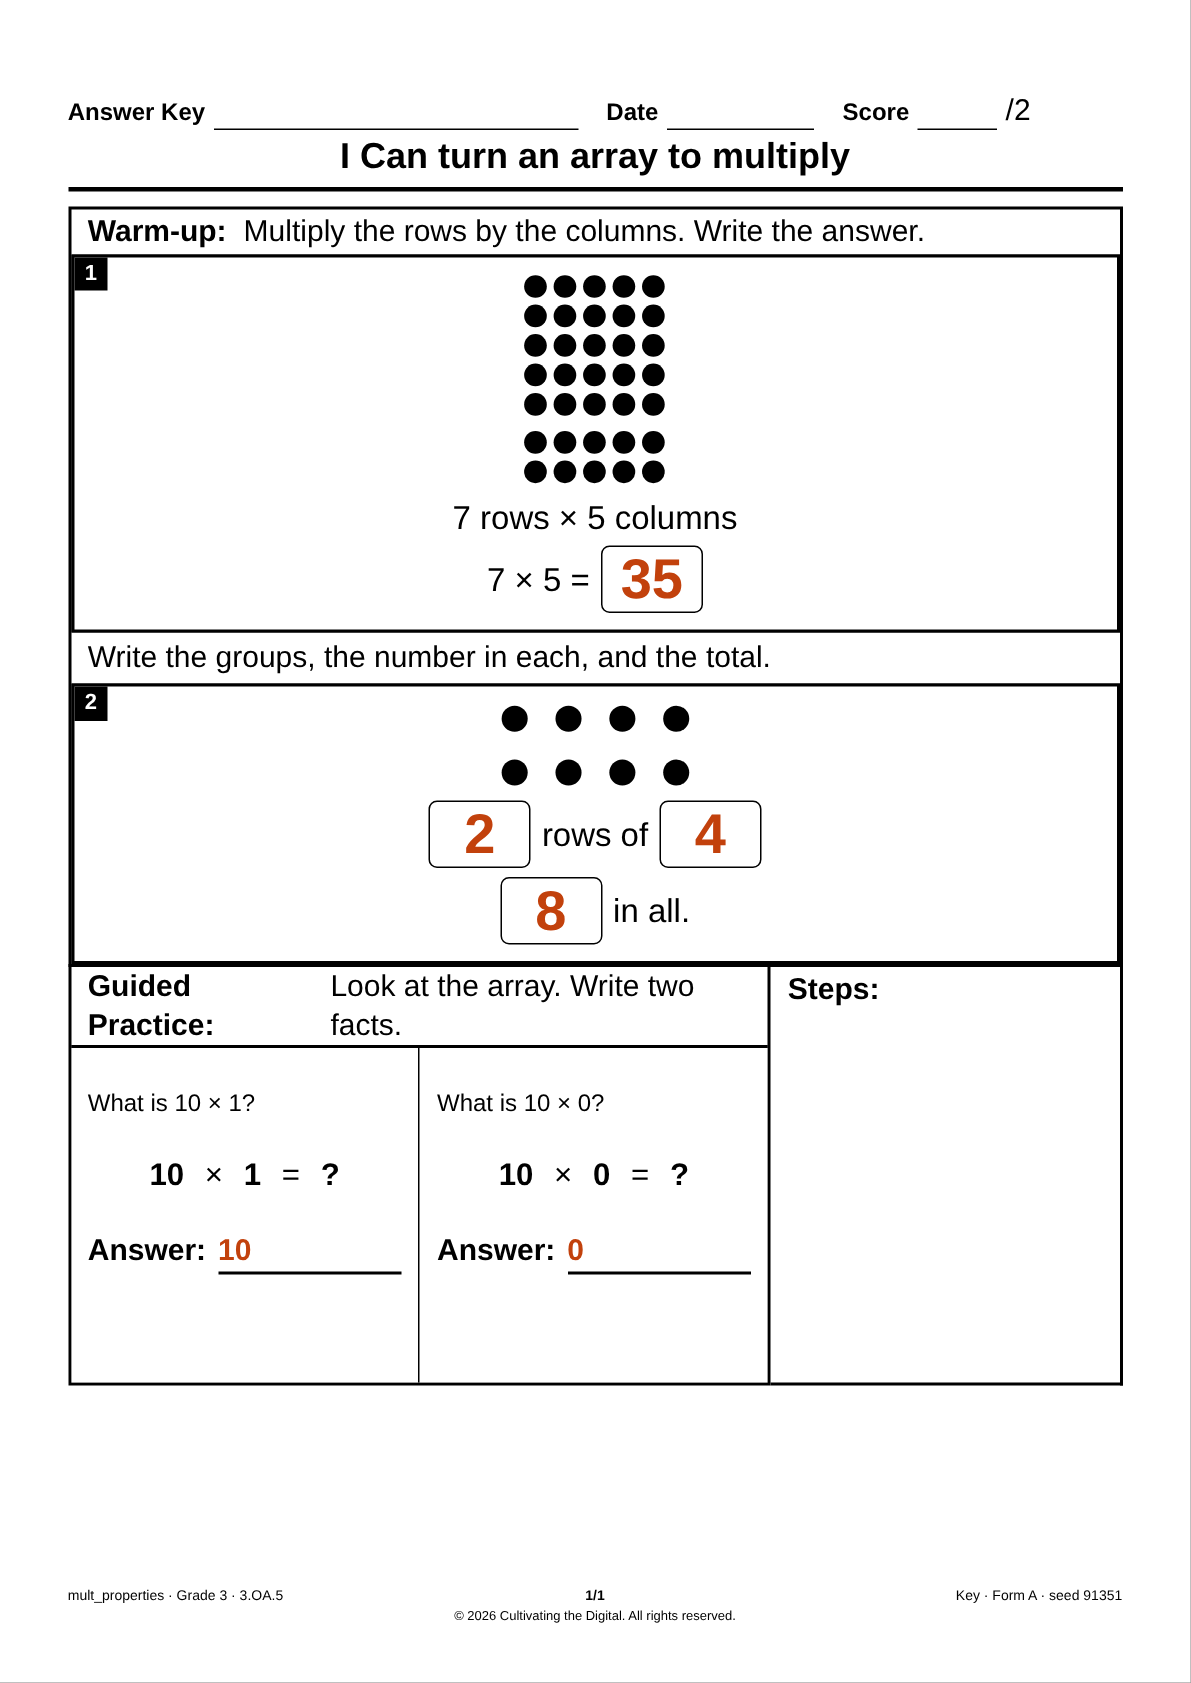 Answer Key Date Score /2
I Can turn an array to multiply
Warm-up: Multiply the rows by the columns. Write the answer.
1
7 rows × 5 columns
7 × 5 = 35
Write the groups, the number in each, and the total.
2
2 rows of 4
8 in all.
Guided Practice:
Look at the array. Write two facts.
Steps:
What is 10 × 1?
10 × 1 = ?
Answer: 10
What is 10 × 0?
10 × 0 = ?
Answer: 0
mult_properties · Grade 3 · 3.OA.5
1/1
Key · Form A · seed 91351
© 2026 Cultivating the Digital. All rights reserved.